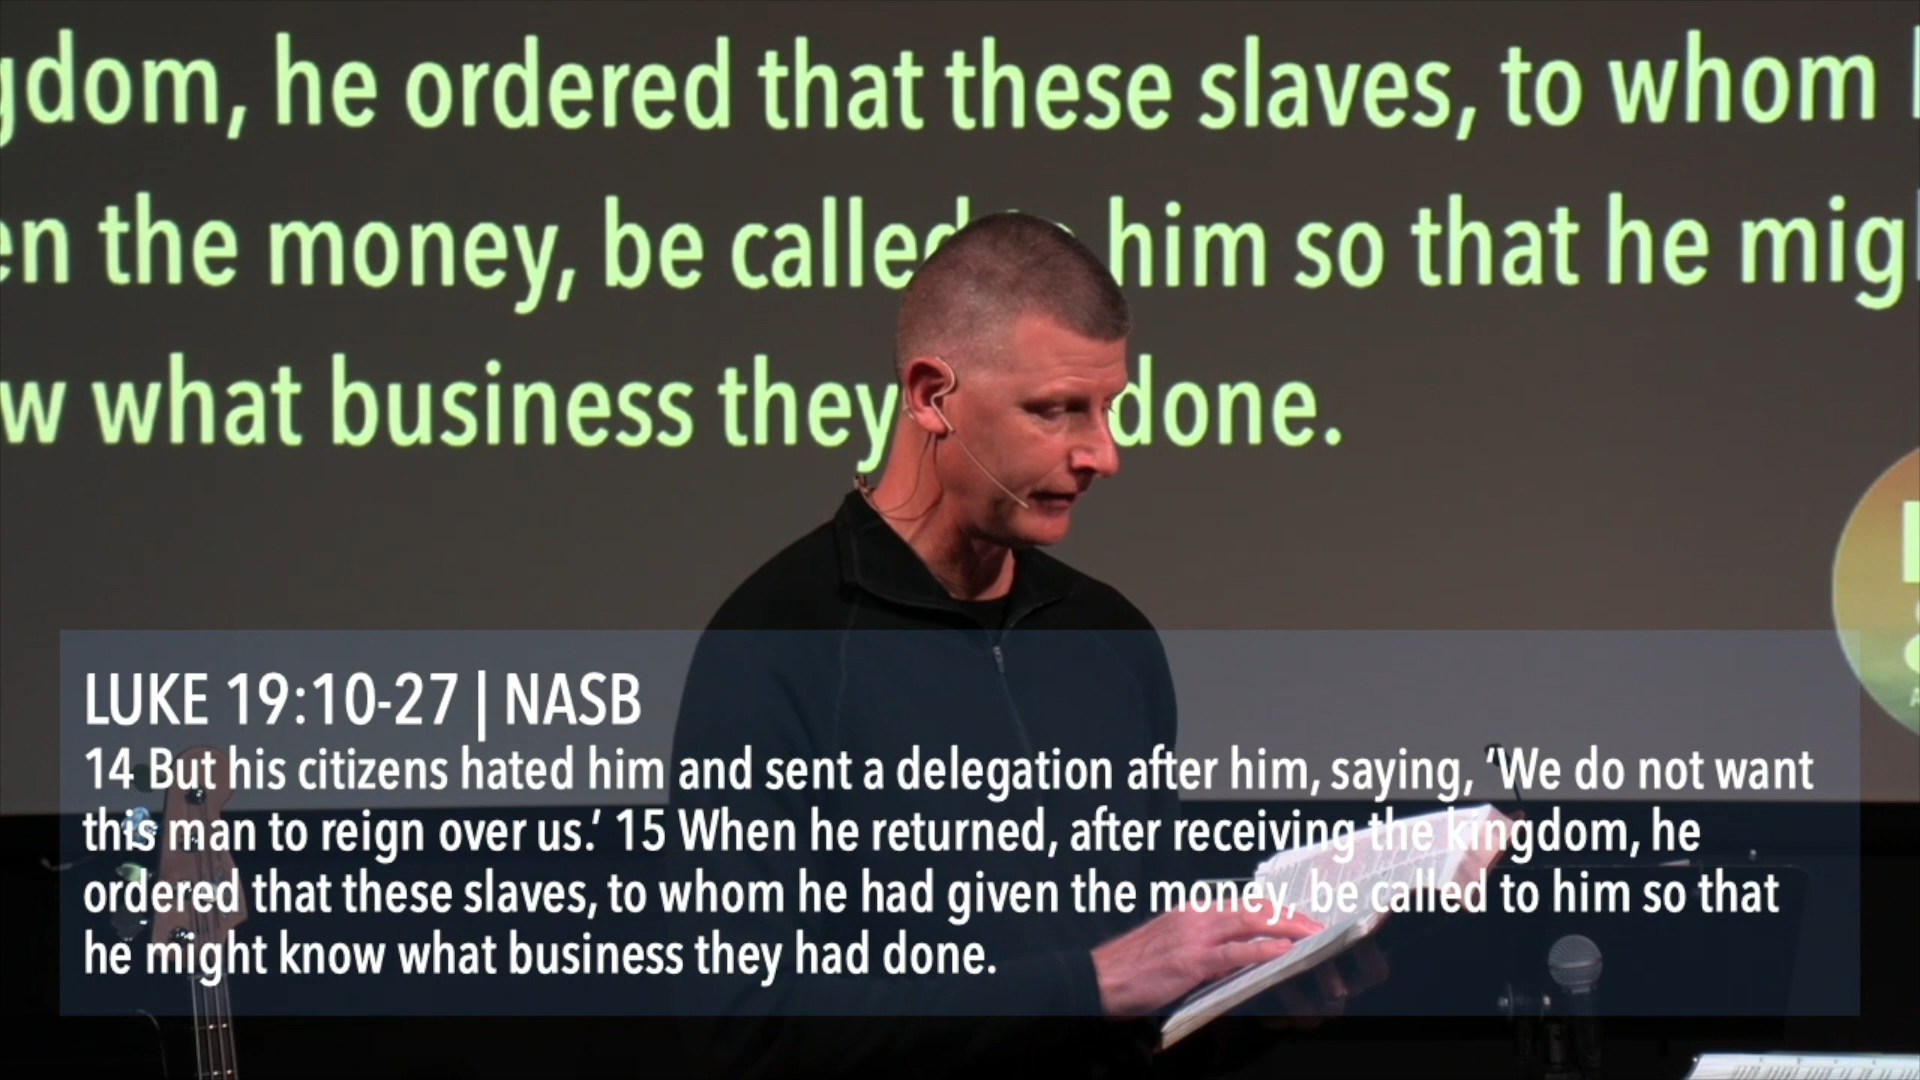 dom, he ordered that these slaves, to whom
the money, be called him so that he
what business they done.
LUKE 19:10-27 | NASB
14 But his citizens hated him and sent a delegation after him, saying, ‘We do not want
this man to reign over us.’ 15 When he returned, after receiving the kingdom, he
ordered that these slaves, to whom he had given the money, be called to him so that
he might know what business they had done.